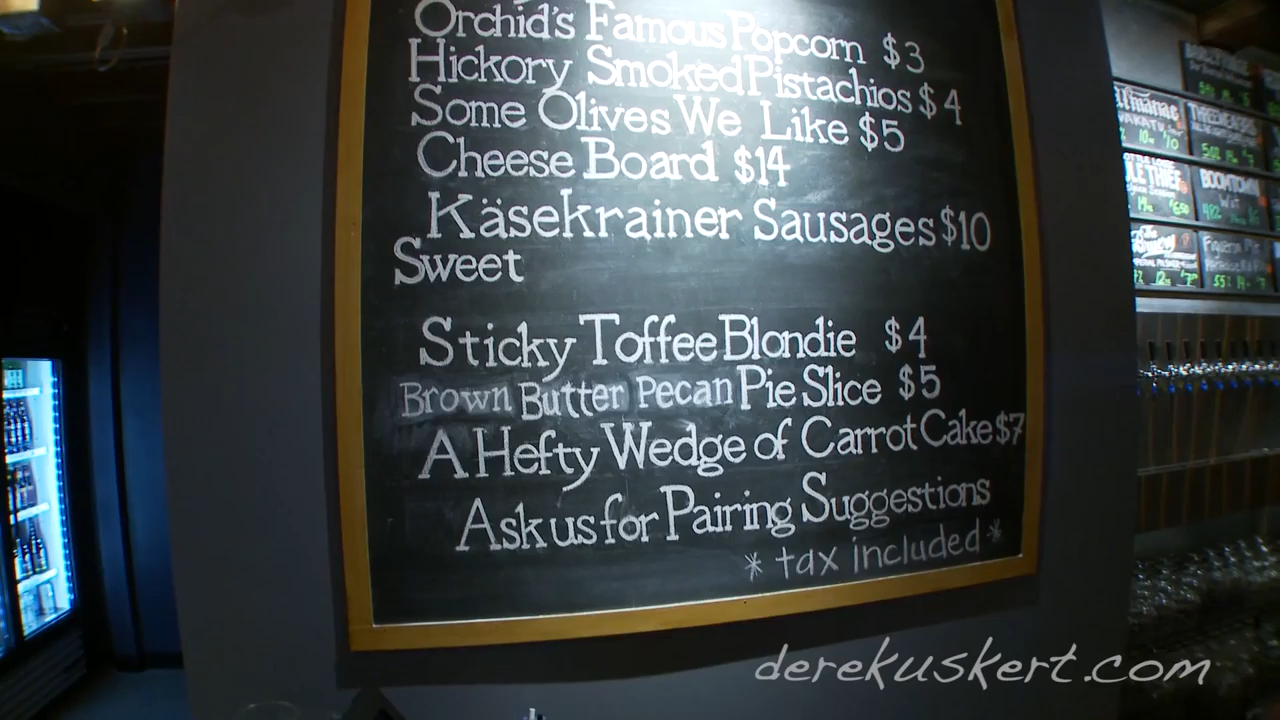 Orchid's Famous Popcorn $3
Hickory Smoked Pistachios $4
Some Olives We Like $5
Cheese Board $14
Käsekrainer Sausages $10
Sweet
Sticky Toffee Blondie $4
Brown Butter Pecan Pie Slice $5
A Hefty Wedge of Carrot Cake $7
Ask us for Pairing Suggestions
* tax included *
BOOMTOWN
derekuskert.com